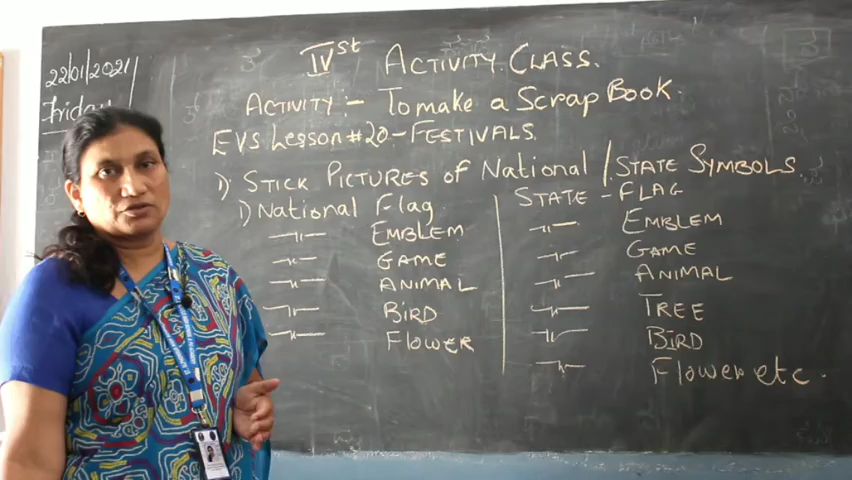 22/01/2021
Friday
IVst ACTIVITY CLASS.
ACTIVITY :- To make a Scrap BOOK.
EVS Lesson #20 - FESTIVALS.
1) STICK PICTURES of National / STATE SYMBOLS.
1) National Flag
—"— EMBLEM
—"— GAME
—"— ANIMAL
—"— BIRD
—"— FLOWER
STATE - FLAG
—"— EMBLEM
—"— GAME
—"— ANIMAL
—"— TREE
—"— BIRD
—"— Flower etc.